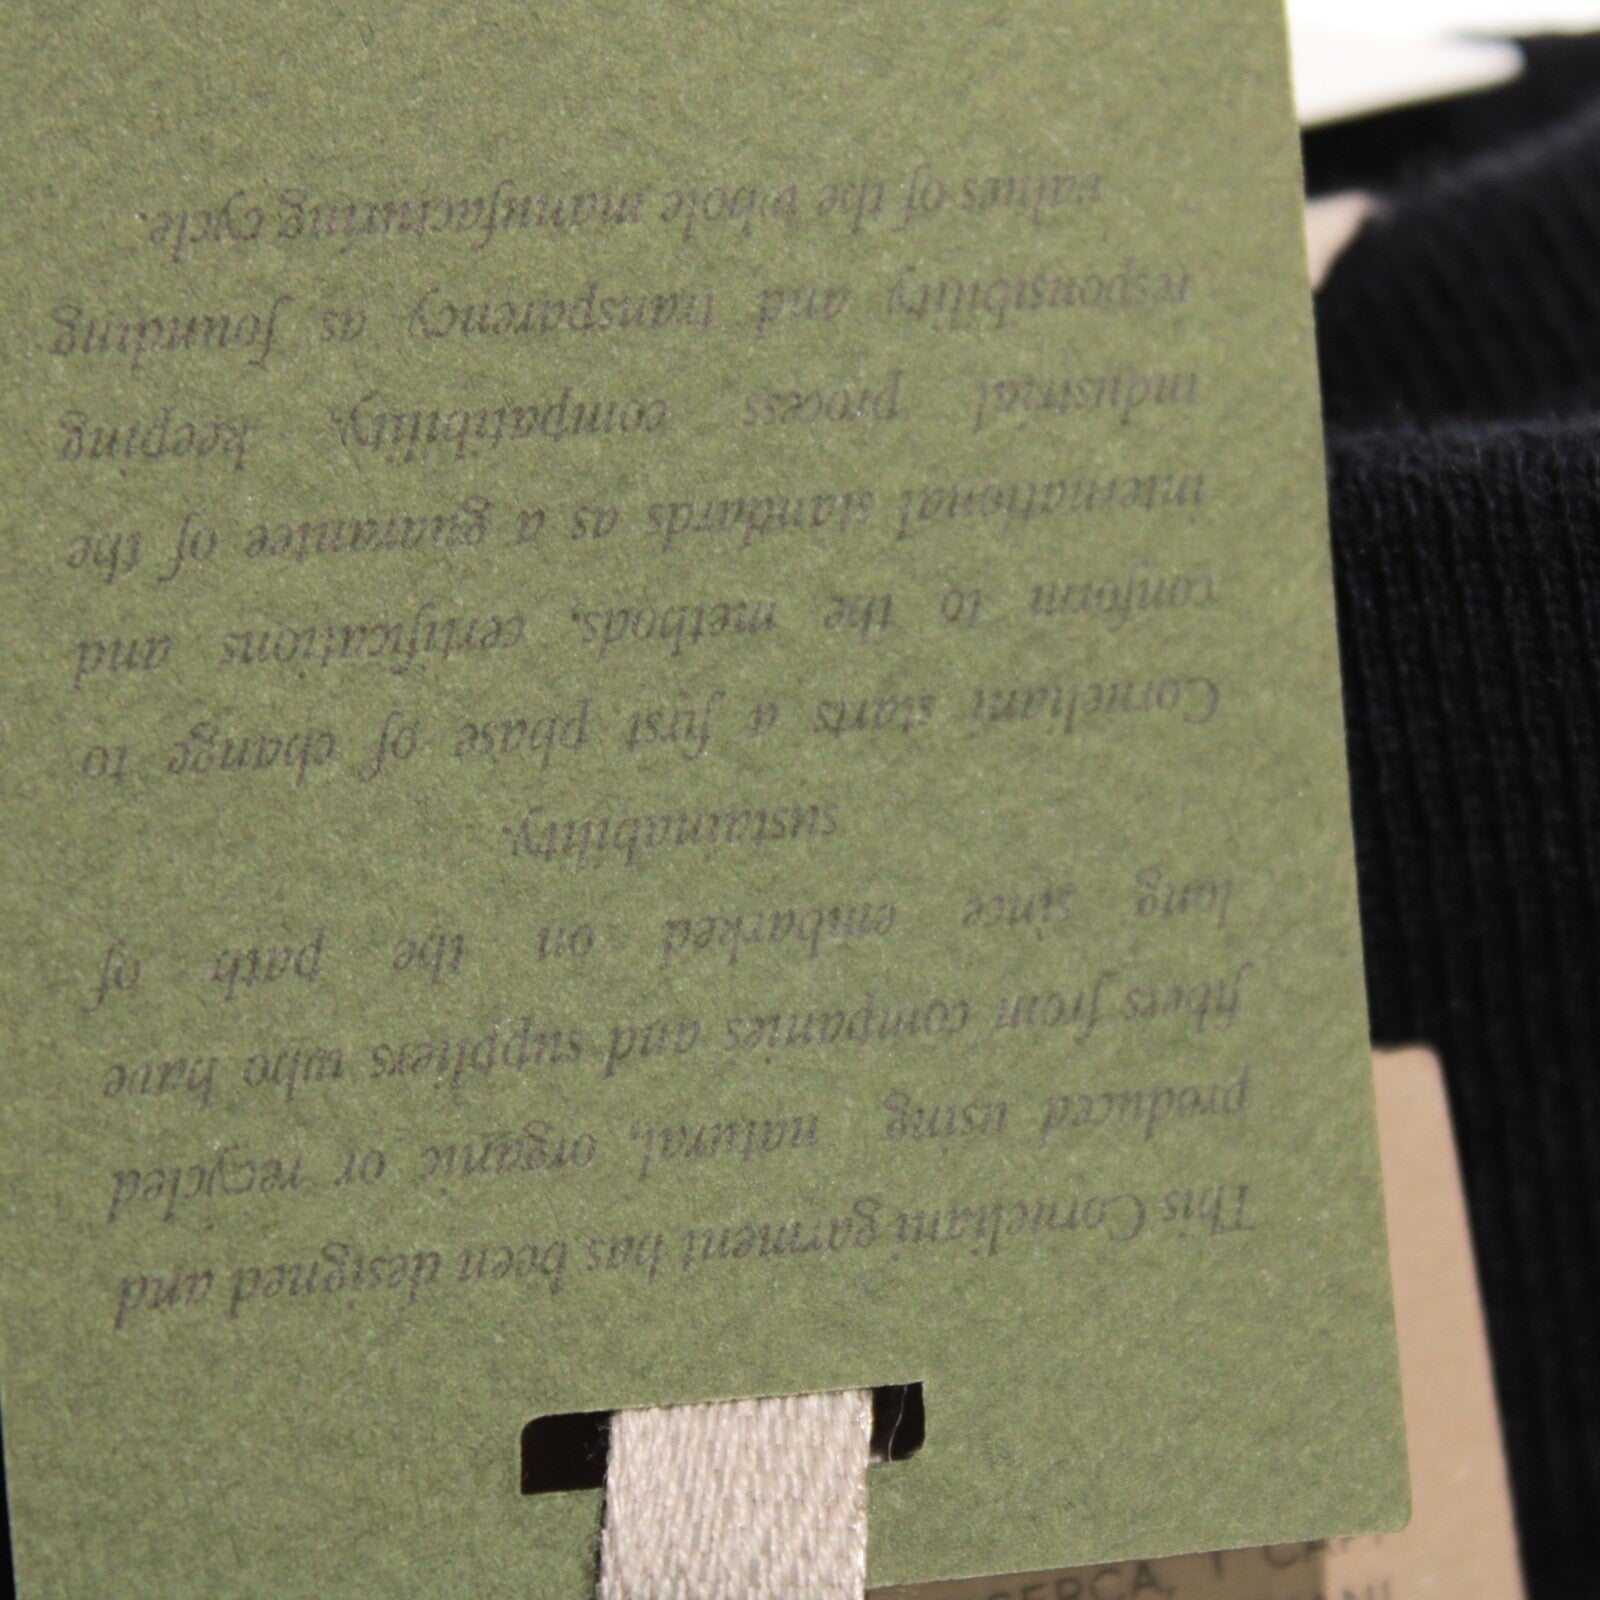 This Corneliani garment has been designed and
produced using natural, organic or recycled
fibers from companies and suppliers who have
long since embarked on the path of
sustainability.
Corneliani starts a first phase of change to
conform to the methods, certifications and
international standards as a guarantee of the
industrial process compatibility, keeping
responsibility and transparency as founding
values of the whole manufacturing cycle.